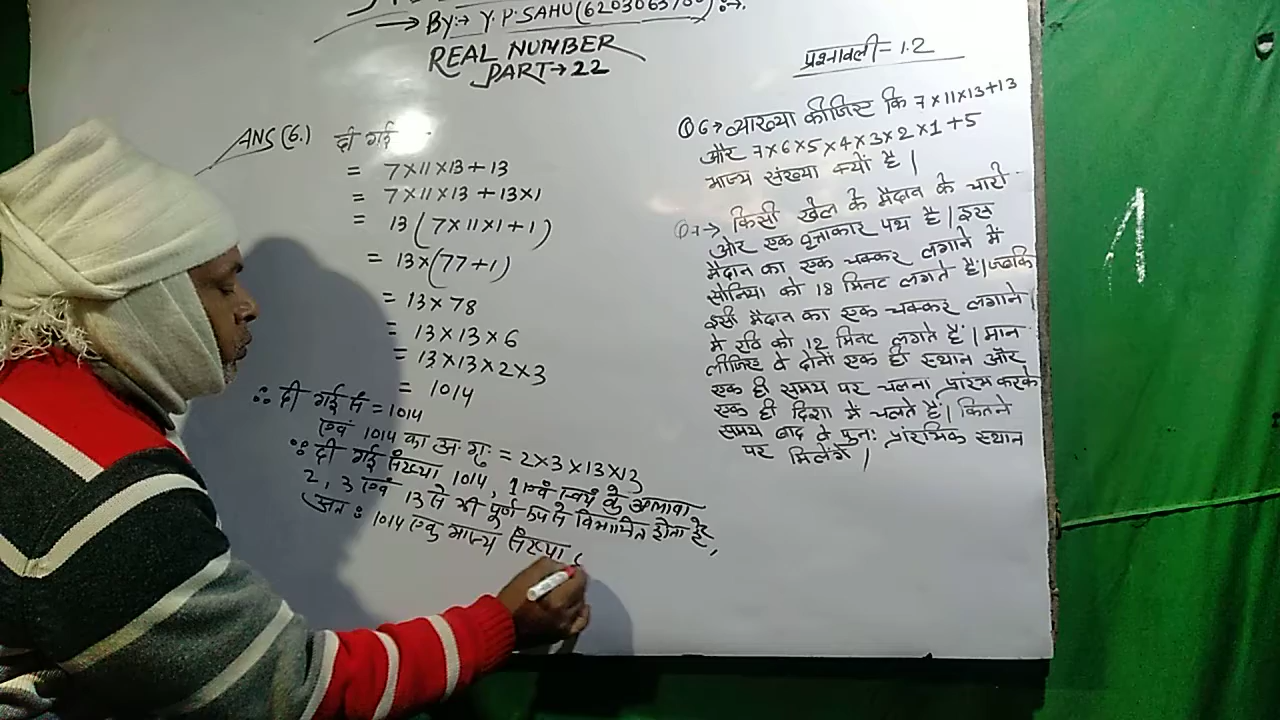 → By:→ Y.P.SAHU
REAL NUMBER
PART→22
ANS (6.) दी गई
= 7×11×13+13
= 7×11×13+13×1
= 13(7×11×1+1)
= 13×(77+1)
= 13×78
= 13×13×6
= 13×13×2×3
= 1014
∴ दी गई सं = 1014
एवं 1014 का अ. गु. = 2×3×13×13
∵ दी गई संख्या 1014, 1 एवं स्वयं के अलावा
2, 3 एवं 13 से भी पूर्ण रूप से विभाजित होता है,
अतः 1014 एक भाज्य संख्या
प्रश्नावली = 1.2
Q 6→ व्याख्या कीजिए कि 7×11×13+13
और 7×6×5×4×3×2×1+5
भाज्य संख्या क्यों है |
किसी खेल के मैदान के चारो
ओर एक वृत्ताकार पथ है | इस
मैदान का एक चक्कर लगाने में
सोनिया को 18 मिनट लगते हैं | जबकि
इसी मैदान का एक चक्कर लगाने
में रवि को 12 मिनट लगते हैं | मान
लीजिए वे दोनों एक ही स्थान और
एक ही समय पर चलना प्रारंभ करके
एक ही दिशा में चलते हैं | कितने
समय बाद वे पुनः प्रारंभिक स्थान
पर मिलेंगे |
1